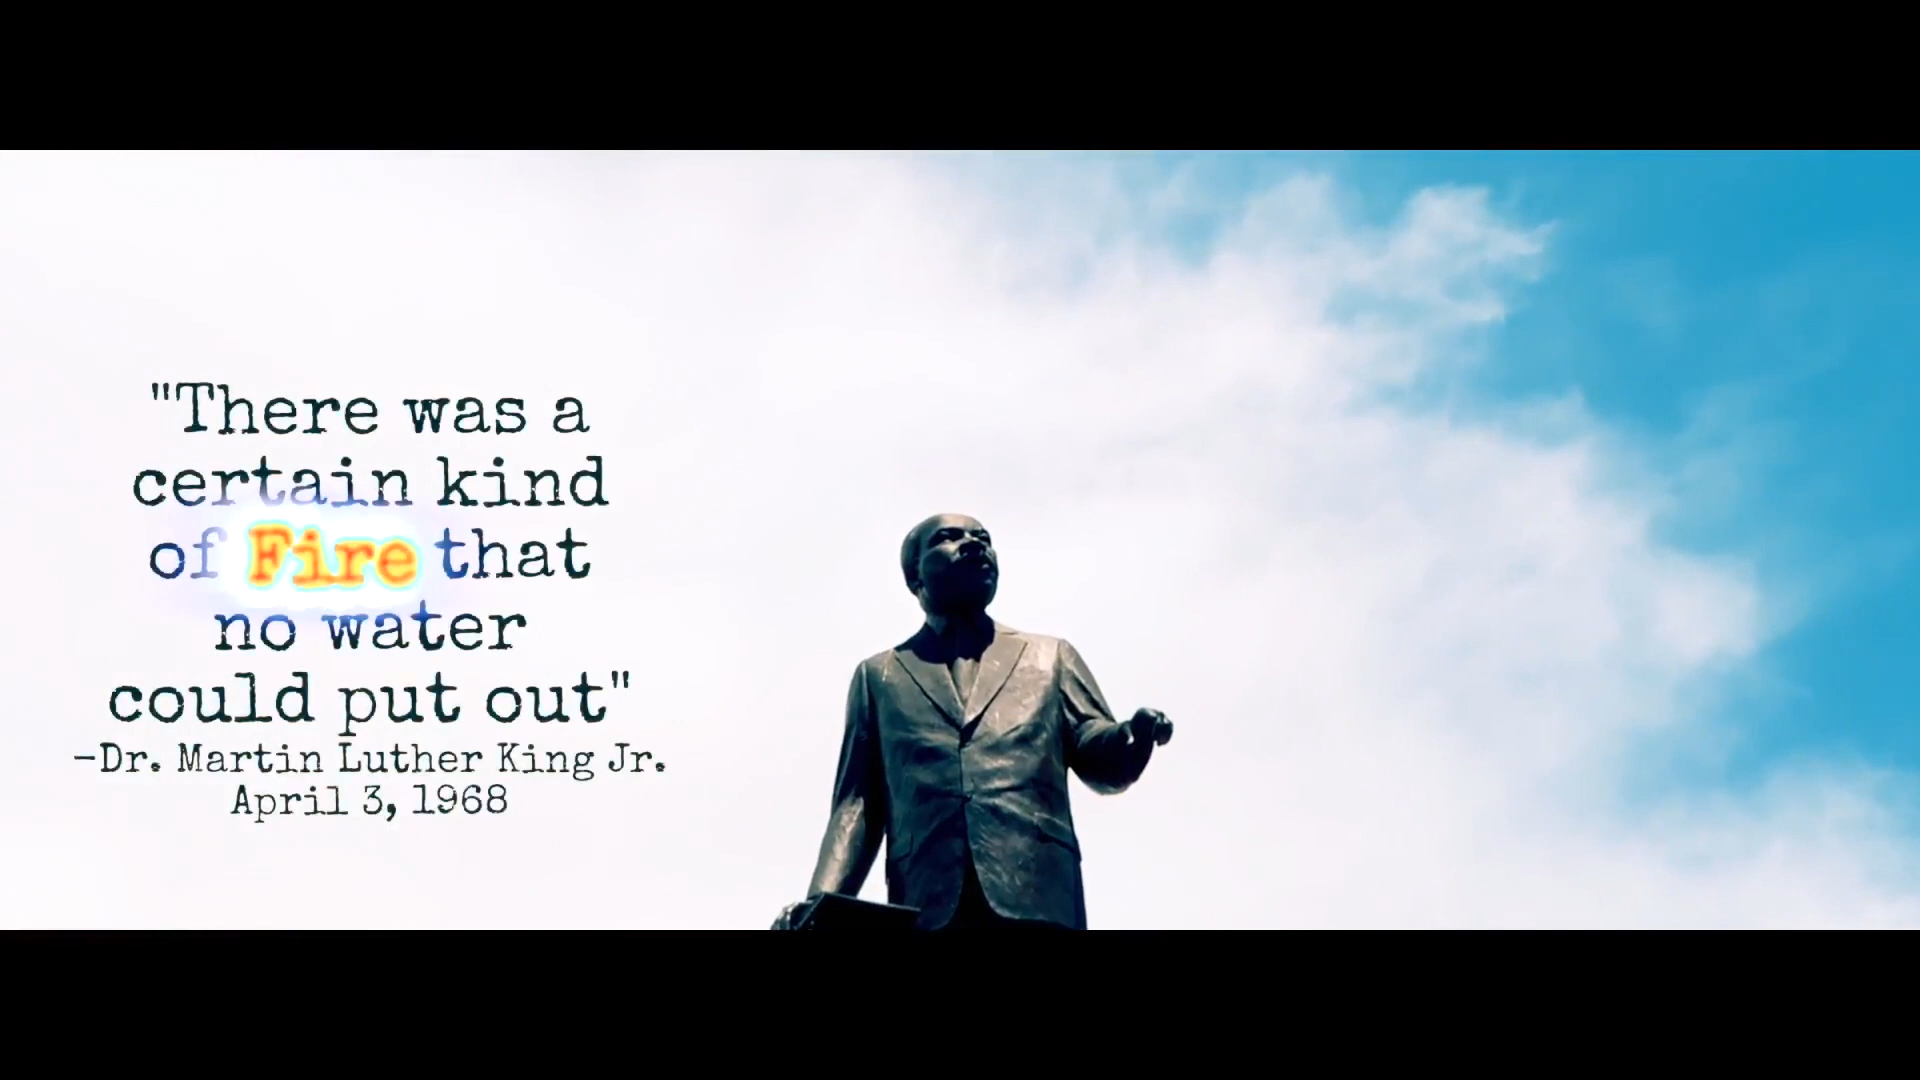 "There was a
certain kind
of Fire that
no water
could put out"
-Dr. Martin Luther King Jr.
April 3, 1968